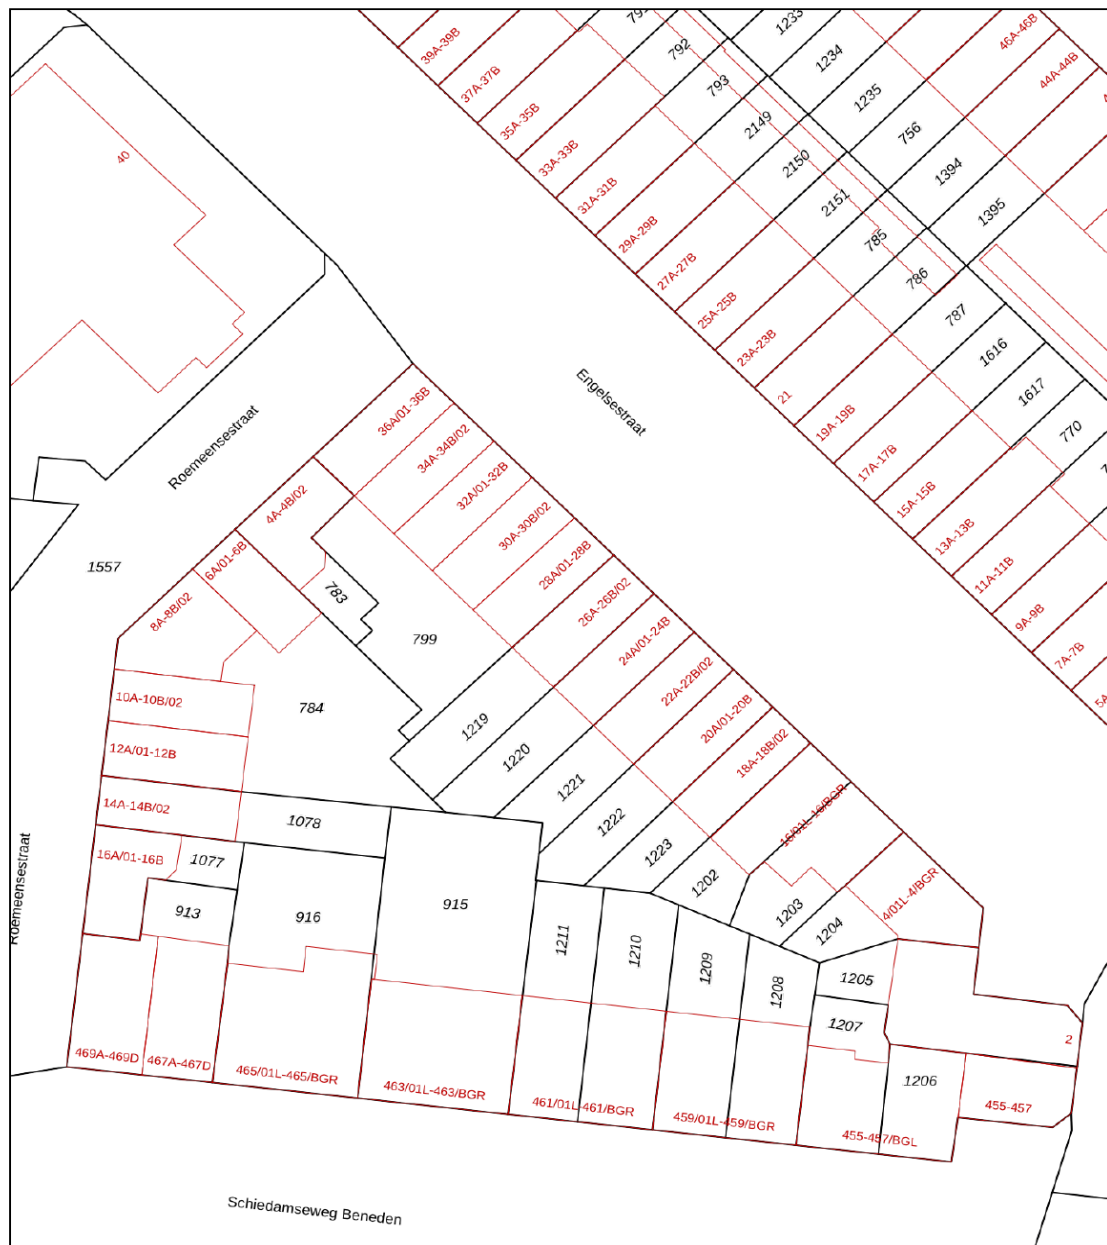 791
792
793
2149
2150
2151
785
786
787
1616
1617
770
1233
1234
1235
756
1394
1395
46A-46B
44A-44B
39A-39B
37A-37B
35A-35B
33A-33B
31A-31B
29A-29B
27A-27B
25A-25B
23A-23B
21
19A-19B
17A-17B
15A-15B
13A-13B
11A-11B
9A-9B
7A-7B
5A
40
Engelsestraat
Roemeensestraat
1557
36A/01-36B
34A-34B/02
32A/01-32B
30A-30B/02
28A/01-28B
26A-26B/02
24A/01-24B
22A-22B/02
20A/01-20B
18A-18B/02
16/01L-16/BGR
4/01L-4/BGR
2
4A-4B/02
6A/01-6B
8A-8B/02
10A-10B/02
12A/01-12B
14A-14B/02
16A/01-16B
783
799
784
1219
1220
1221
1222
1223
1202
1203
1204
1205
1207
1206
1078
1077
913
916
915
1211
1210
1209
1208
Roemeensestraat
469A-469D
467A-467D
465/01L-465/BGR
463/01L-463/BGR
461/01L-461/BGR
459/01L-459/BGR
455-457/BGL
455-457
Schiedamseweg Beneden